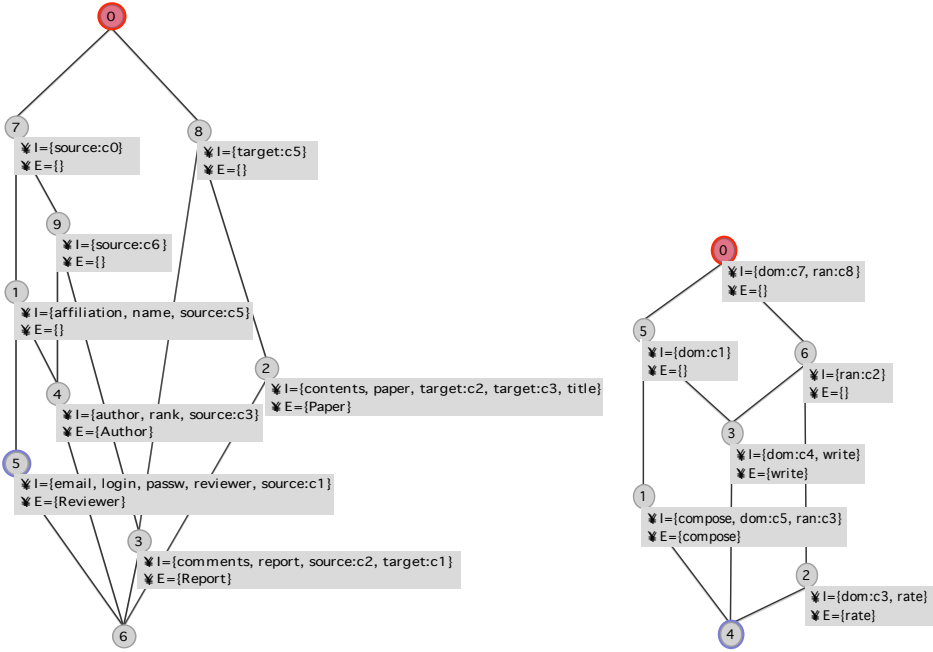 0
7
¥ I={source:c0}
¥ E={}
8
¥ I={target:c5}
¥ E={}
9
¥ I={source:c6}
¥ E={}
1
¥ I={affiliation, name, source:c5}
¥ E={}
2
¥ I={contents, paper, target:c2, target:c3, title}
¥ E={Paper}
4
¥ I={author, rank, source:c3}
¥ E={Author}
5
¥ I={email, login, passw, reviewer, source:c1}
¥ E={Reviewer}
3
¥ I={comments, report, source:c2, target:c1}
¥ E={Report}
6
0
¥ I={dom:c7, ran:c8}
¥ E={}
5
¥ I={dom:c1}
¥ E={}
6
¥ I={ran:c2}
¥ E={}
3
¥ I={dom:c4, write}
¥ E={write}
1
¥ I={compose, dom:c5, ran:c3}
¥ E={compose}
2
¥ I={dom:c3, rate}
¥ E={rate}
4